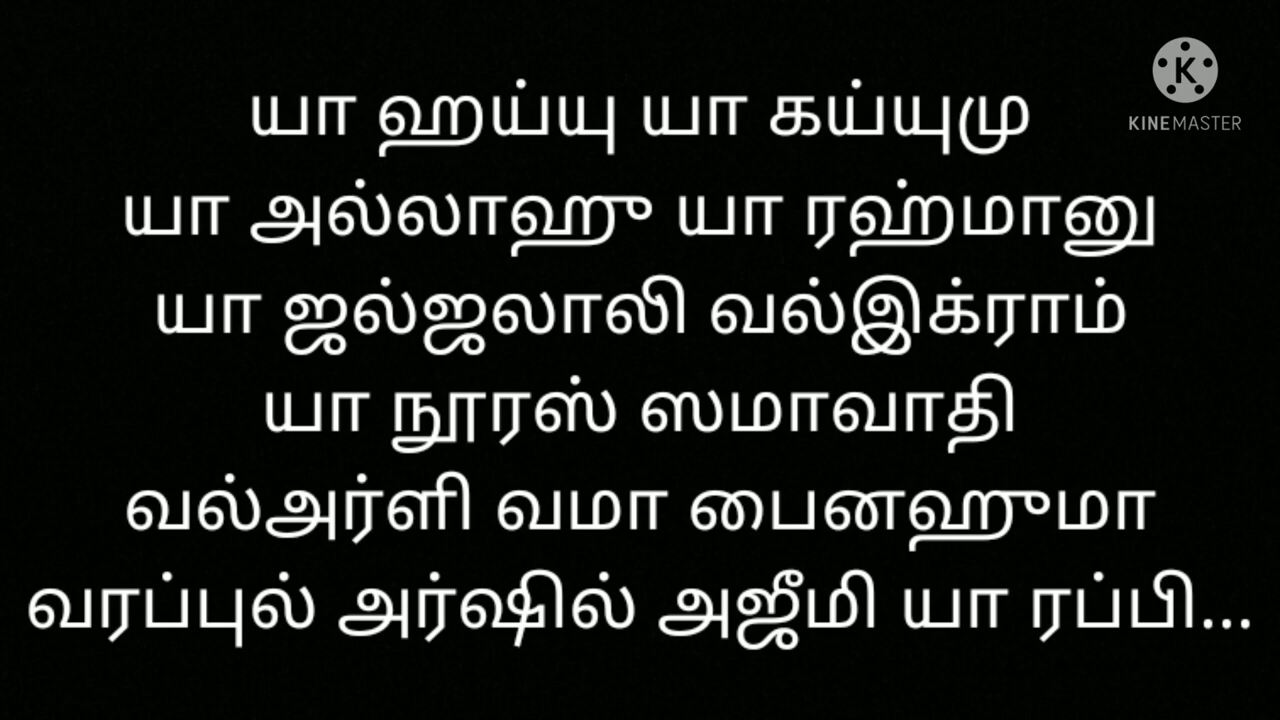 யா ஹய்யு யா கய்யுமு
யா அல்லாஹு யா ரஹ்மானு
யா ஜல்ஜலாலி வல்இக்ராம்
யா நூரஸ் ஸமாவாதி
வல்அர்ளி வமா பைனஹுமா
வரப்புல் அர்ஷில் அஜீமி யா ரப்பி...
K
KINEMASTER